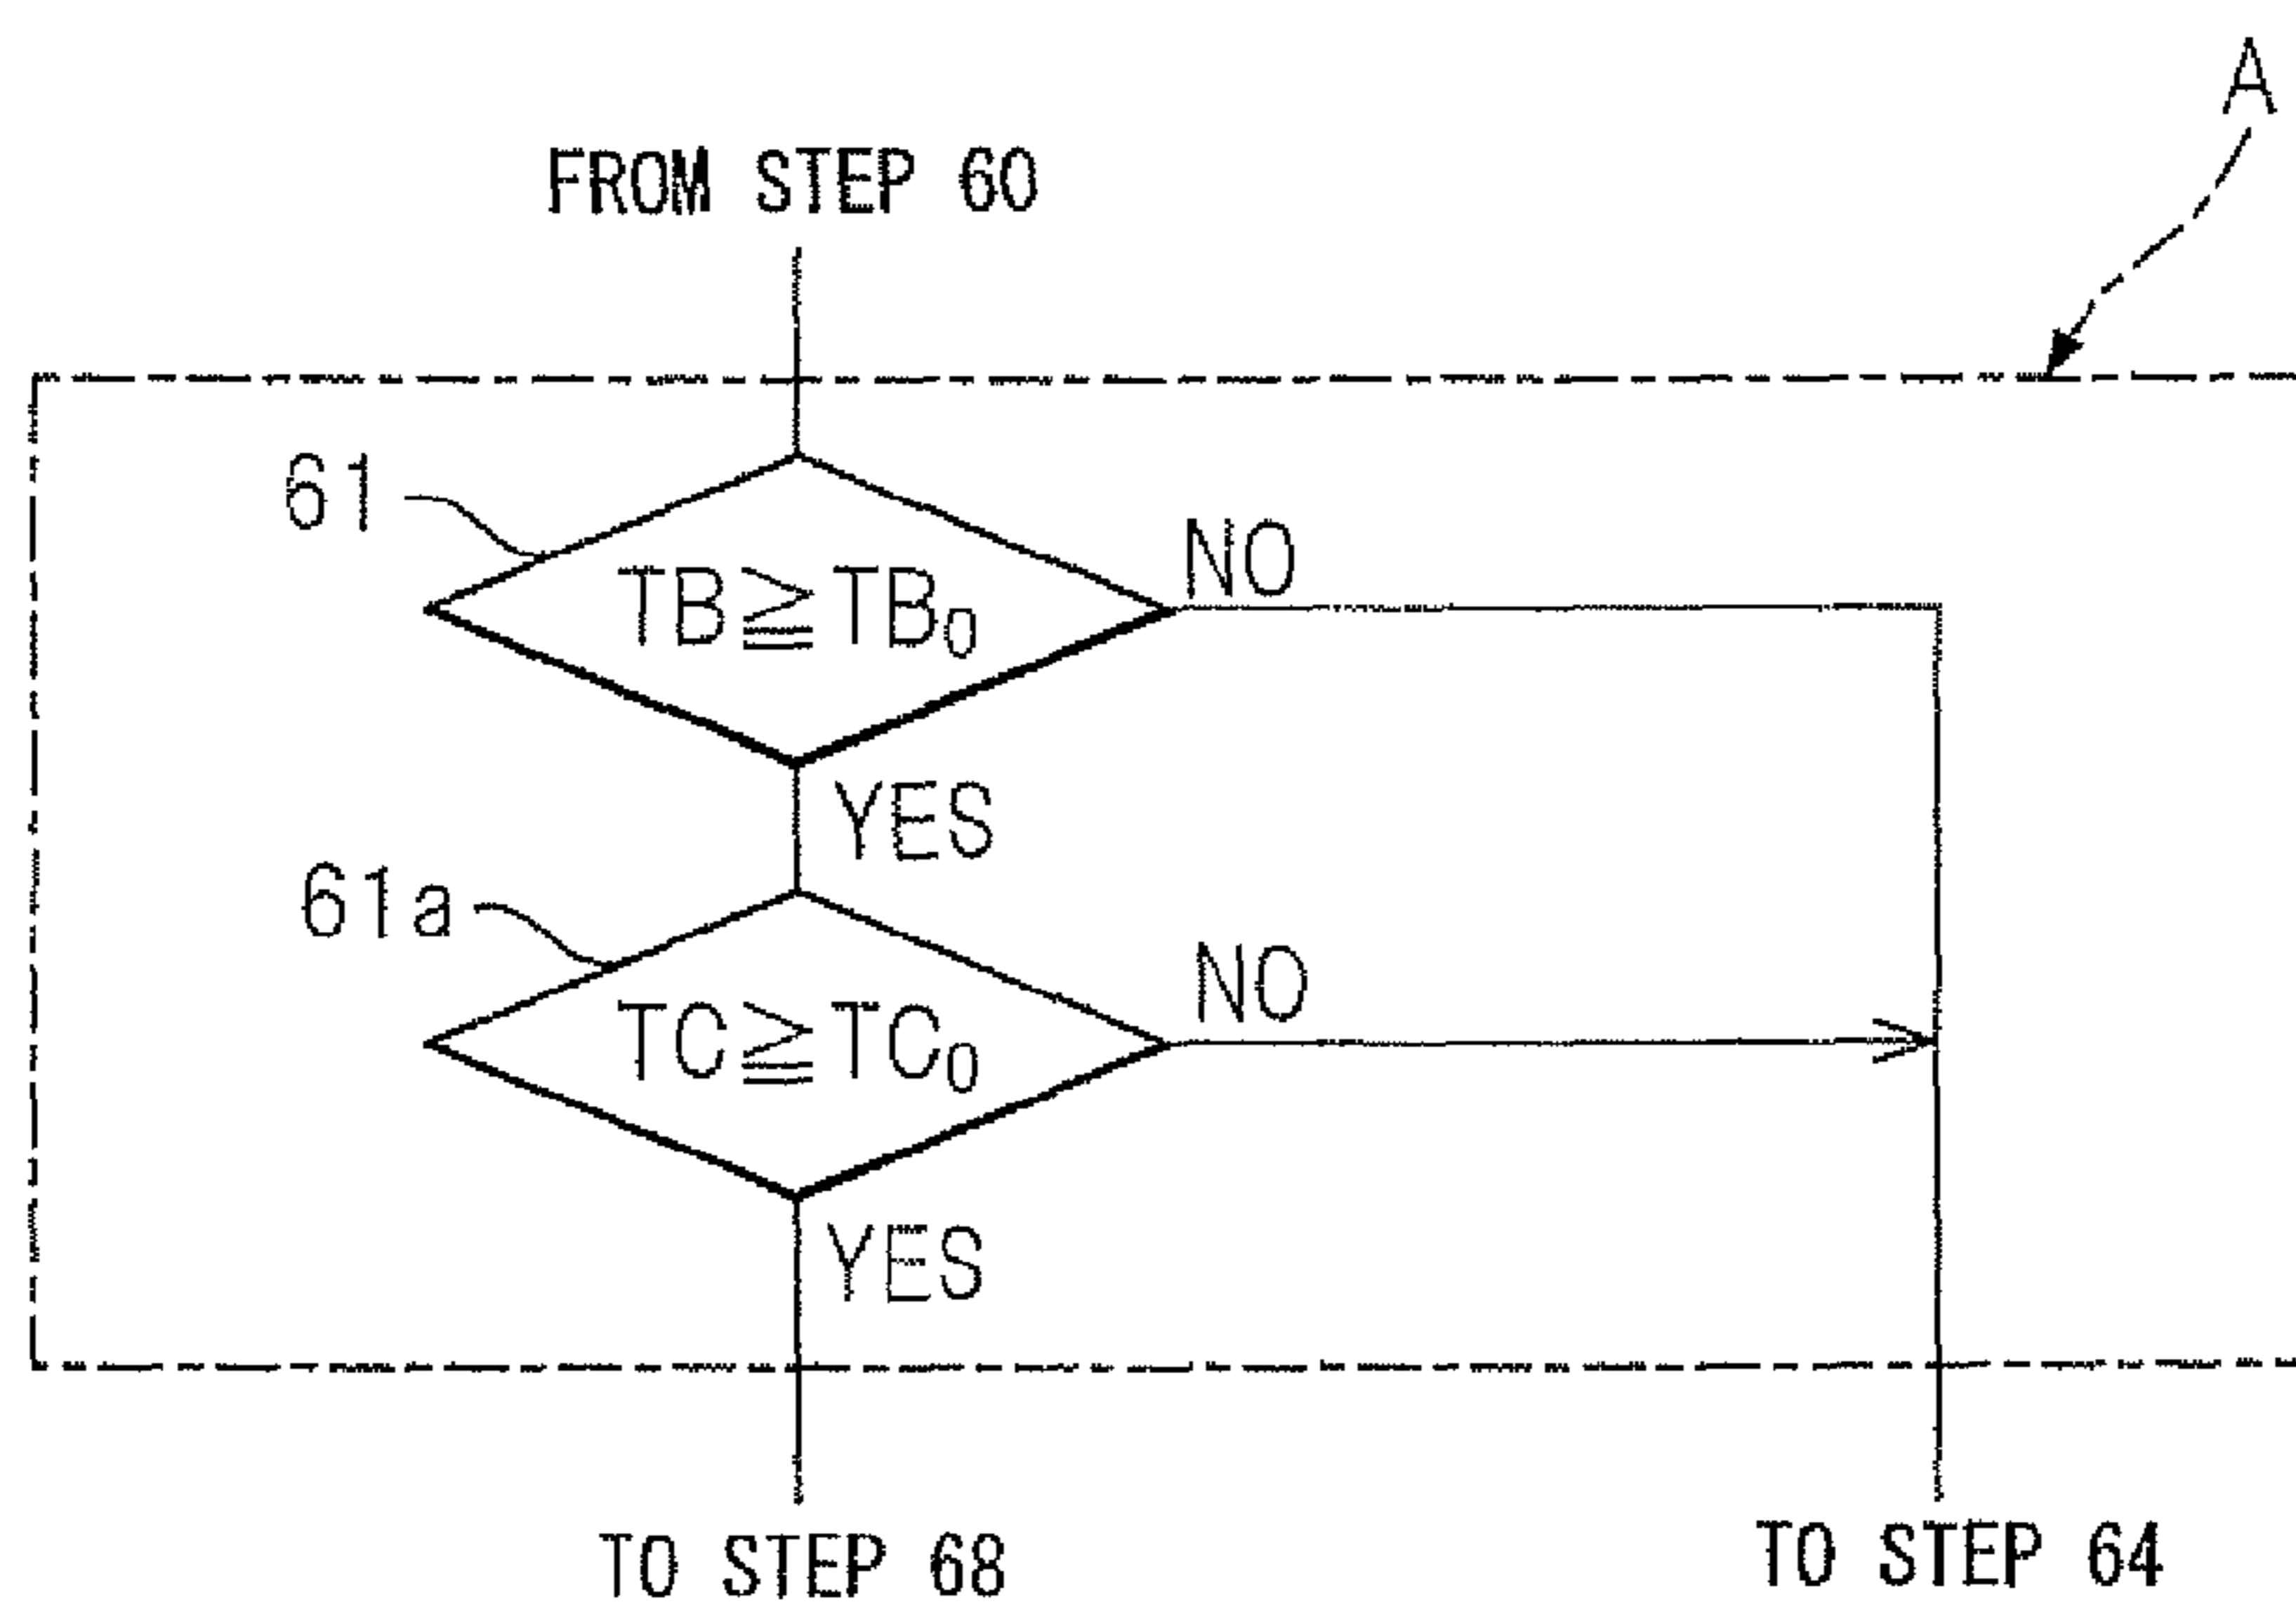 A
FROM STEP 60
61
TB≧TB₀
NO
YES
61a
TC≧TC₀
NO
YES
TO STEP 68
TO STEP 64